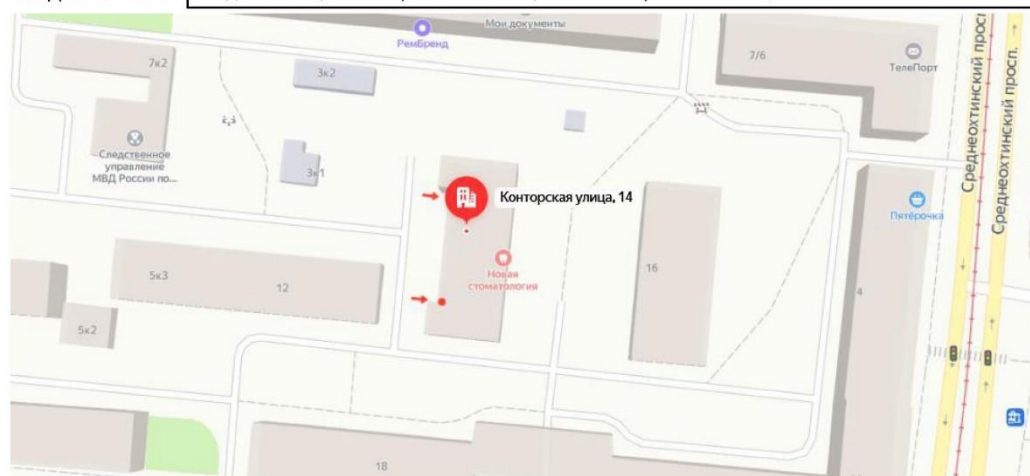 Мои документы
РемБренд
7/6
ТелеПорт
7к2
3к2
Среднеохтинский просп.
Среднеохтинский просп.
Следственное
управление
МВД России по...
3к1
Конторская улица, 14
Пятёрочка
Новая
стоматология
16
5к3
12
4
5к2
18